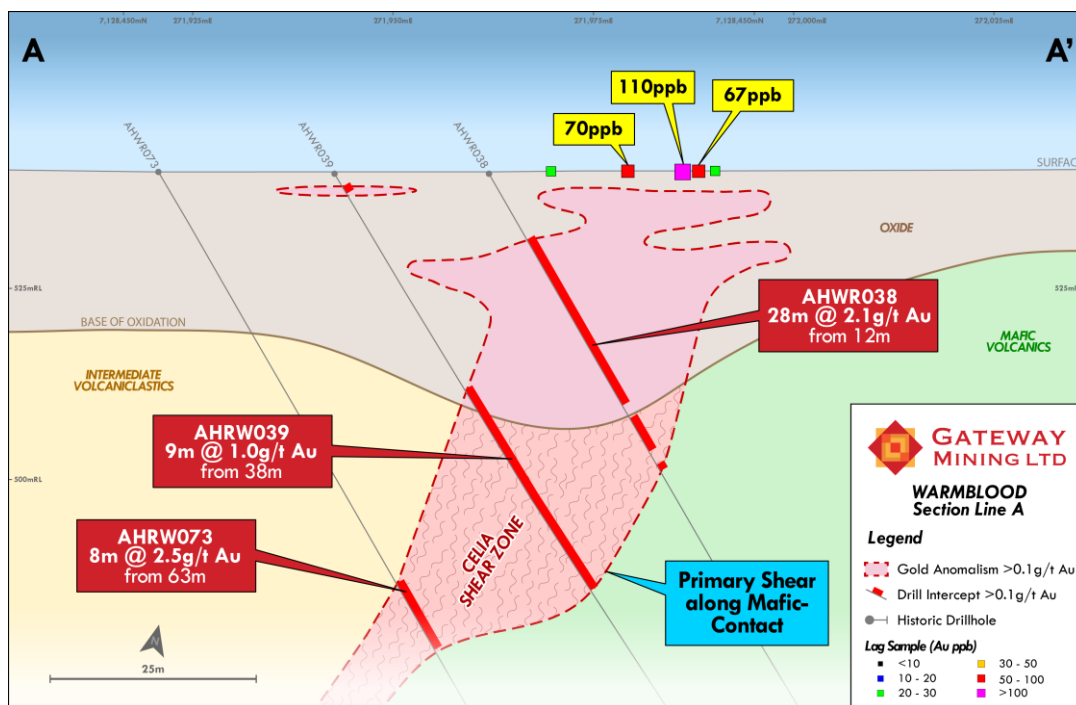 7,128,450mN
271,925mE
271,950mE
271,975mE
7,128,450mN
272,000mE
272,025mE
A
A'
110ppb
67ppb
70ppb
AHWR073
AHWR039
AHWR038
SURFAC
OXIDE
525mRL
525m
BASE OF OXIDATION
AHWR038
28m @ 2.1g/t Au
from 12m
MAFIC
VOLCANICS
INTERMEDIATE
VOLCANICLASTICS
AHRW039
9m @ 1.0g/t Au
from 38m
500mRL
CELIA
SHEAR ZONE
AHRW073
8m @ 2.5g/t Au
from 63m
Primary Shear
along Mafic-
Contact
N
25m
GATEWAY
MINING LTD
WARMBLOOD
Section Line A
Legend
Gold Anomalism >0.1g/t Au
Drill Intercept >0.1g/t Au
Historic Drillhole
Lag Sample (Au ppb)
<10
10 - 20
20 - 30
30 - 50
50 - 100
>100